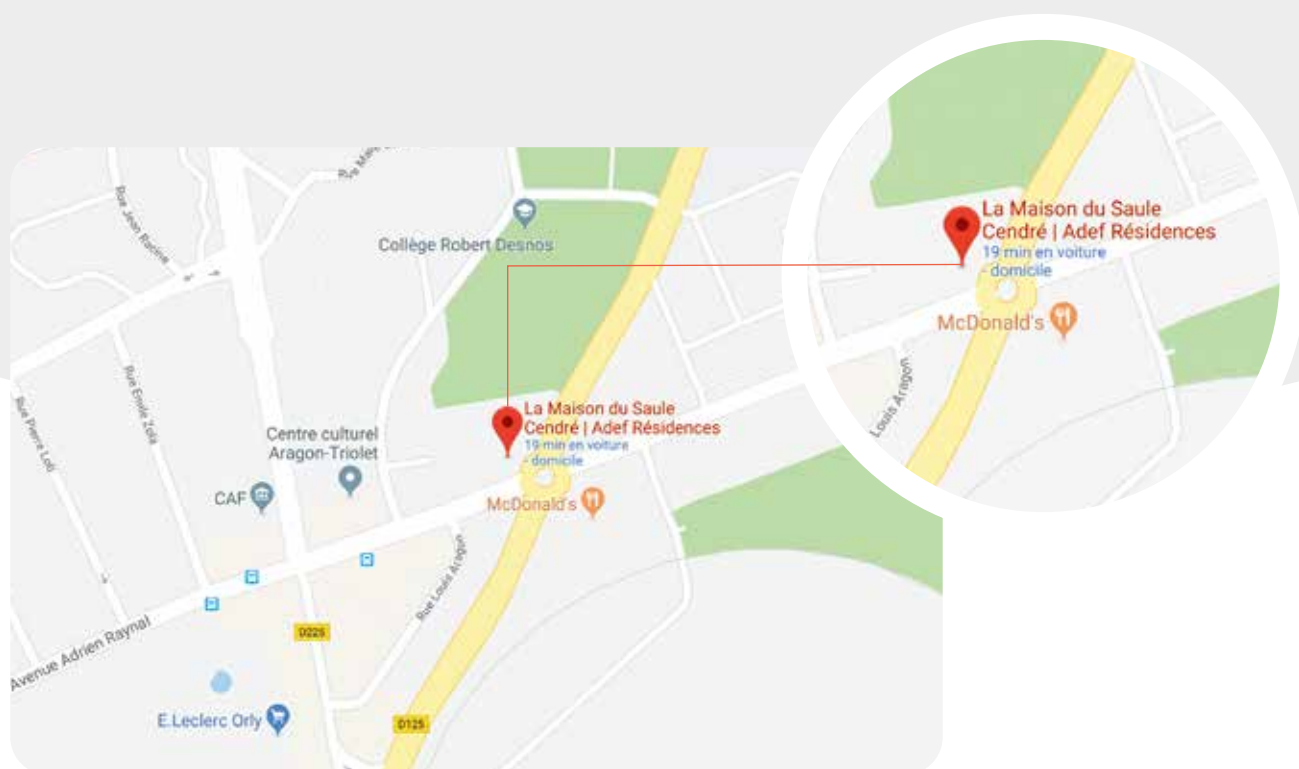 Rue Jean Racine
Collège Robert Desnos
Rue Pierre Loti
Rue Emile Zola
La Maison du Saule
Cendré | Adef Résidences
19 min en voiture
- domicile
Centre culturel
Aragon-Triolet
CAF
McDonald's
Rue Louis Aragon
Avenue Adrien Raynal
D225
E.Leclerc Orly
D125
La Maison du Saule
Cendré | Adef Résidences
19 min en voiture
- domicile
McDonald's
Louis Aragon